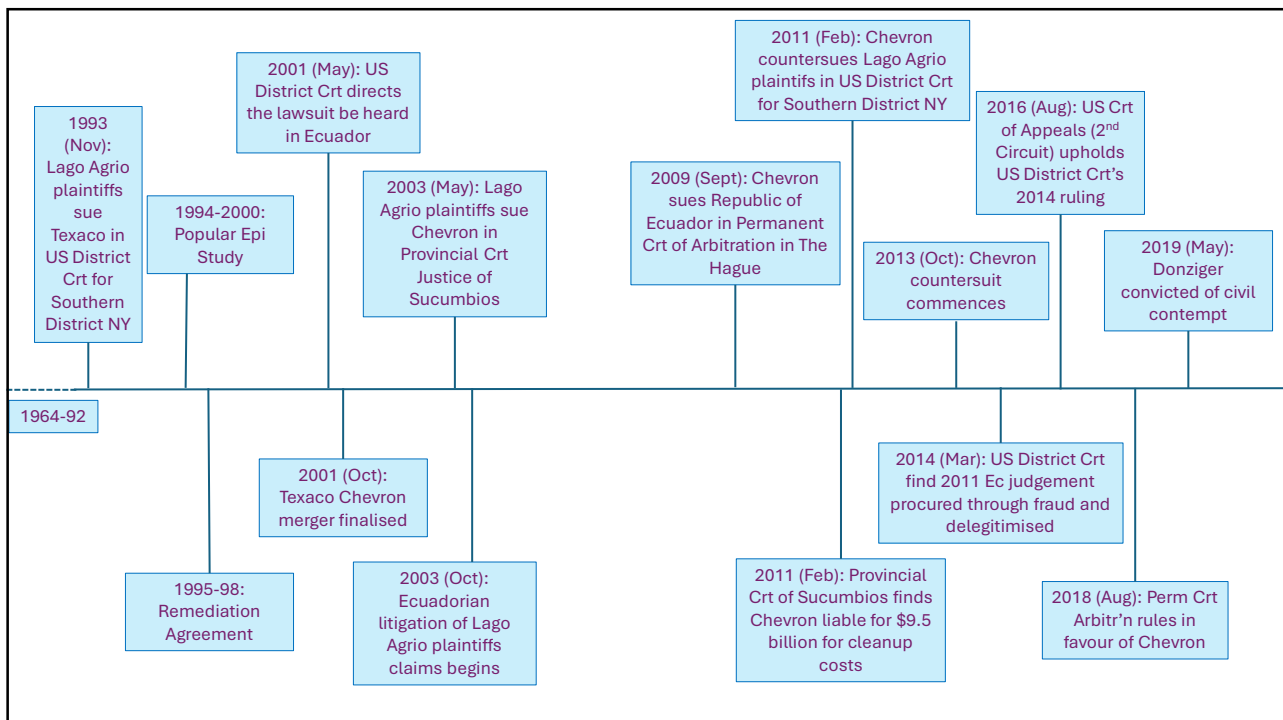 1993
(Nov):
Lago Agrio
plaintiffs
sue
Texaco in
US District
Crt for
Southern
District NY
1994-2000:
Popular Epi
Study
2001 (May): US
District Crt directs
the lawsuit be heard
in Ecuador
2003 (May): Lago
Agrio plaintiffs sue
Chevron in
Provincial Crt
Justice of
Sucumbios
2009 (Sept): Chevron
sues Republic of
Ecuador in Permanent
Crt of Arbitration in The
Hague
2011 (Feb): Chevron
countersues Lago Agrio
plaintifs in US District Crt
for Southern District NY
2013 (Oct): Chevron
countersuit
commences
2016 (Aug): US Crt
of Appeals (2nd
Circuit) upholds
US District Crt’s
2014 ruling
2019 (May):
Donziger
convicted of civil
contempt
1964-92
1995-98:
Remediation
Agreement
2001 (Oct):
Texaco Chevron
merger finalised
2003 (Oct):
Ecuadorian
litigation of Lago
Agrio plaintiffs
claims begins
2011 (Feb): Provincial
Crt of Sucumbios finds
Chevron liable for $9.5
billion for cleanup
costs
2014 (Mar): US District Crt
find 2011 Ec judgement
procured through fraud and
delegitimised
2018 (Aug): Perm Crt
Arbitr’n rules in
favour of Chevron